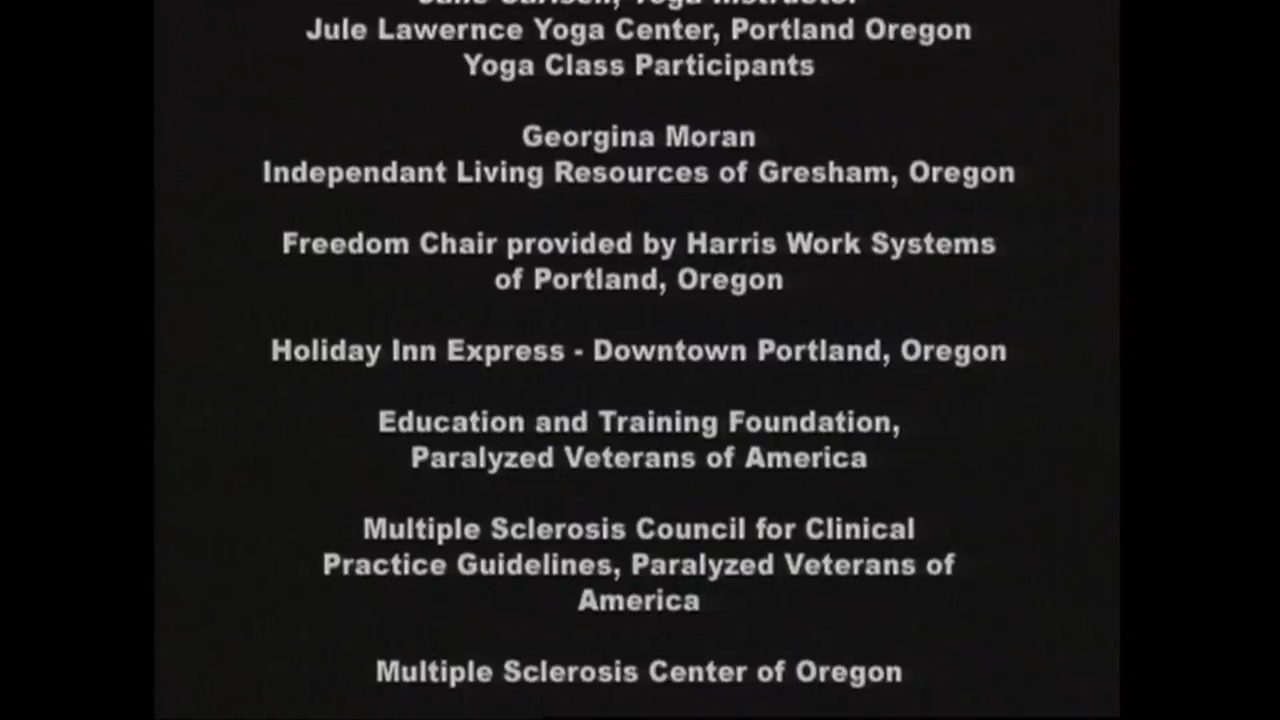 Yoga Instructor
Jule Lawernce Yoga Center, Portland Oregon
Yoga Class Participants
Georgina Moran
Independant Living Resources of Gresham, Oregon
Freedom Chair provided by Harris Work Systems
of Portland, Oregon
Holiday Inn Express - Downtown Portland, Oregon
Education and Training Foundation,
Paralyzed Veterans of America
Multiple Sclerosis Council for Clinical
Practice Guidelines, Paralyzed Veterans of
America
Multiple Sclerosis Center of Oregon